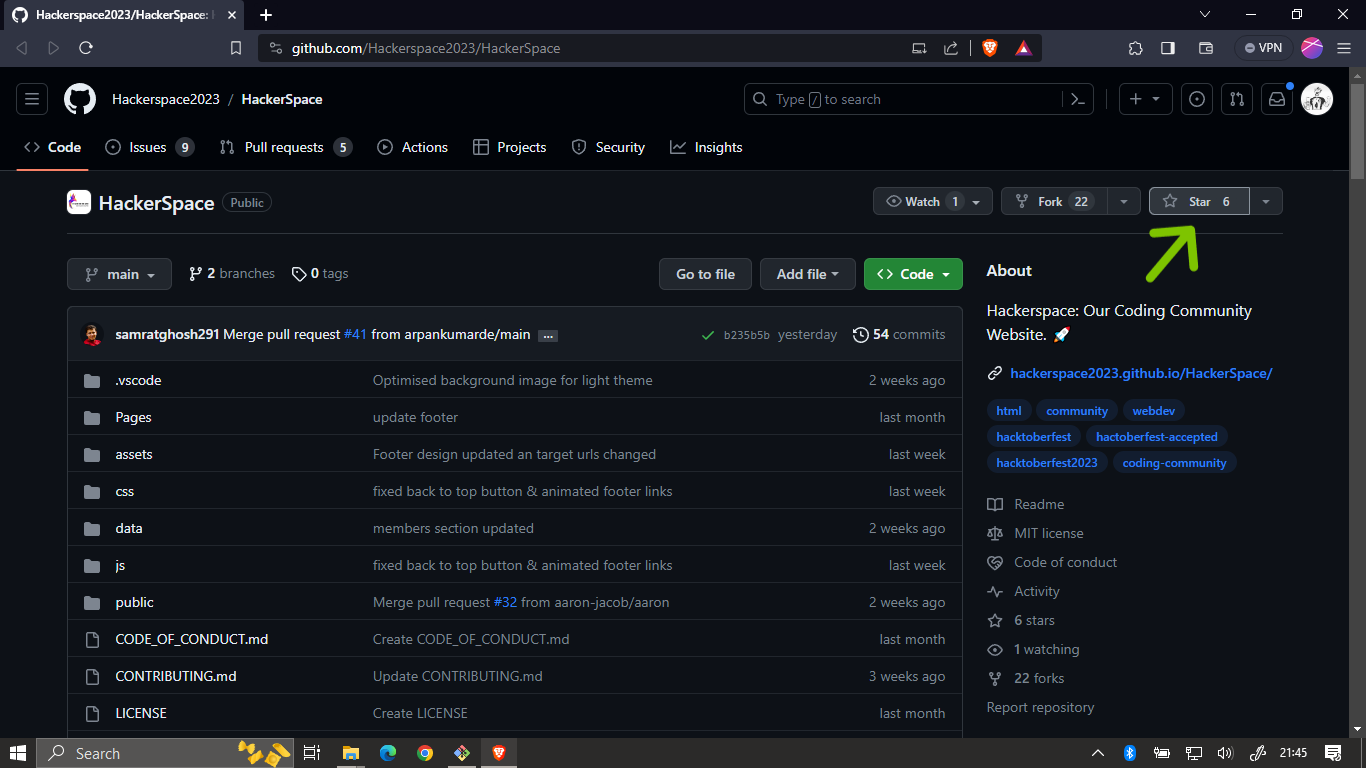 Hackerspace2023/HackerSpace:
github.com/Hackerspace2023/HackerSpace
VPN
Hackerspace2023 / HackerSpace
Type / to search
Code
Issues 9
Pull requests 5
Actions
Projects
Security
Insights
HackerSpace Public
Watch 1
Fork 22
Star 6
main
2 branches
0 tags
Go to file
Add file
Code
samratghosh291 Merge pull request #41 from arpankumarde/main ...
b235b5b yesterday
54 commits
.vscode Optimised background image for light theme 2 weeks ago
Pages update footer last month
assets Footer design updated an target urls changed last week
css fixed back to top button & animated footer links last week
data members section updated 2 weeks ago
js fixed back to top button & animated footer links last week
public Merge pull request #32 from aaron-jacob/aaron 2 weeks ago
CODE_OF_CONDUCT.md Create CODE_OF_CONDUCT.md last month
CONTRIBUTING.md Update CONTRIBUTING.md 3 weeks ago
LICENSE Create LICENSE last month
About
Hackerspace: Our Coding Community
Website. 🚀
hackerspace2023.github.io/HackerSpace/
html community webdev
hacktoberfest hactoberfest-accepted
hacktoberfest2023 coding-community
Readme
MIT license
Code of conduct
Activity
6 stars
1 watching
22 forks
Report repository
Search
21:45